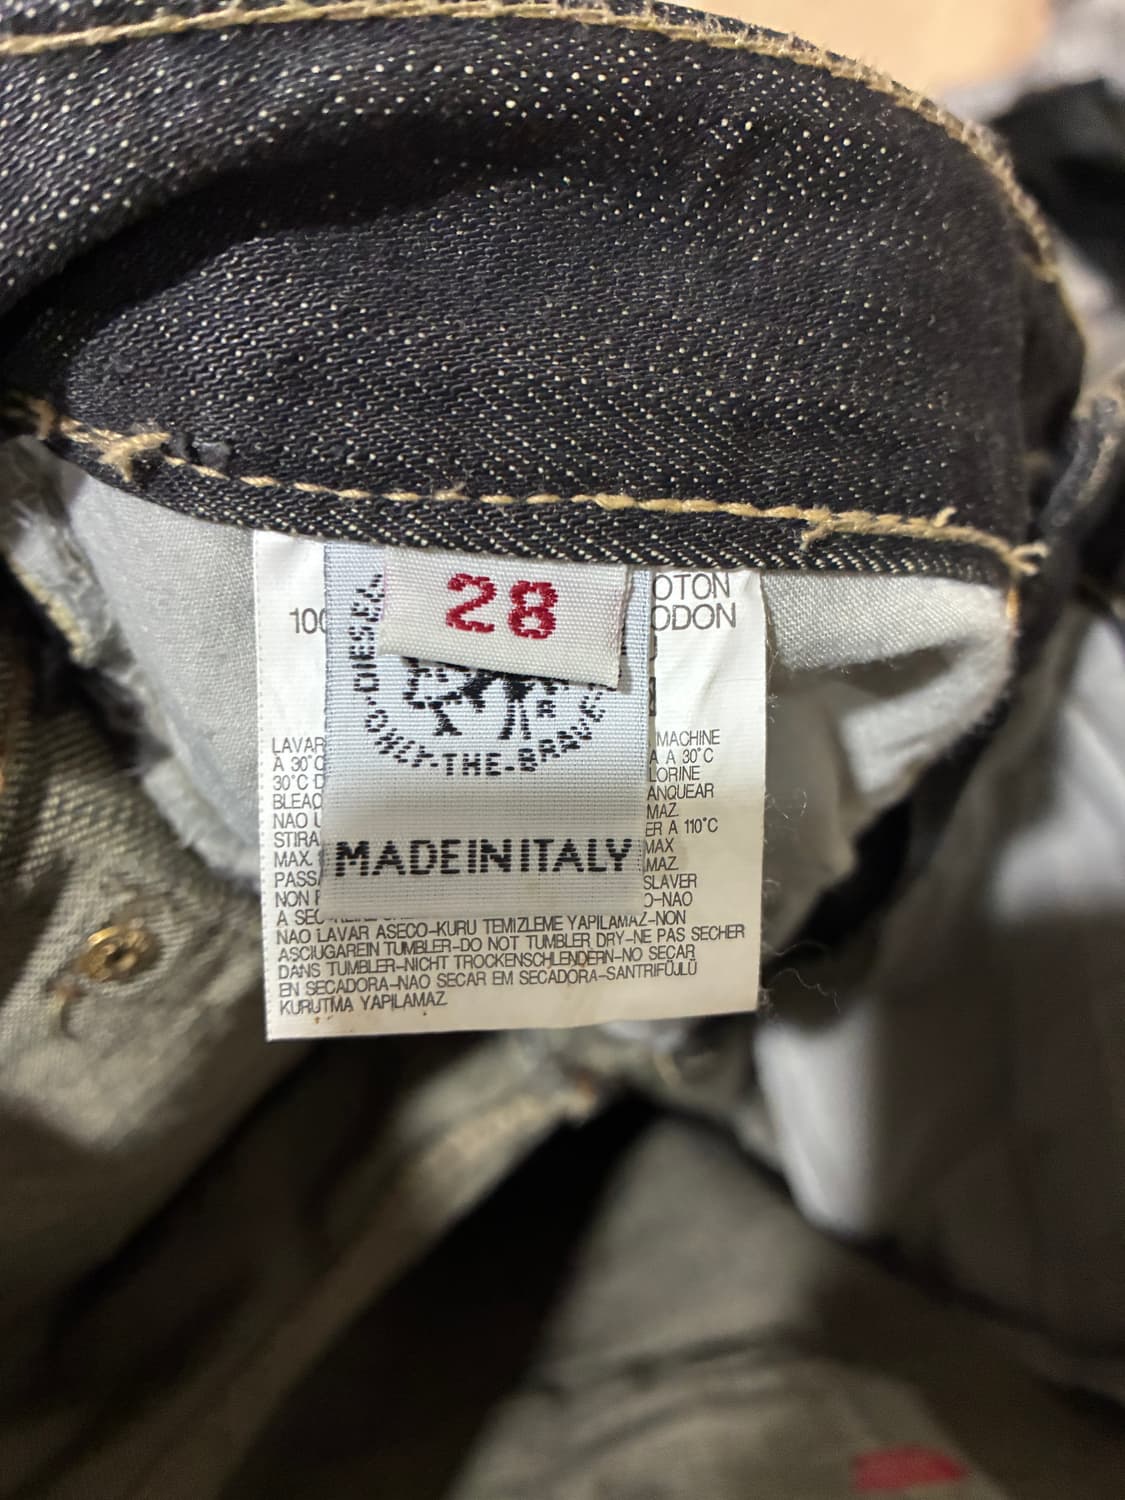 28
DIESEL
ONLY-THE-BRAVE
R
MADEINITALY
OTON
100
ODON
LAVAR MACHINE
A 30°C A A 30°C
30°C D LORINE
BLEAC ANQUEAR
NAO U MAZ.
STIRA ER A 110°C
MAX. MAX
PASSA MAZ.
NON SLAVER
A SEC O-NAO
NAO LAVAR ASECO-KURU TEMIZLEME YAPILAMAZ-NON
ASCIUGAREIN TUMBLER-DO NOT TUMBLER DRY-NE PAS SECHER
DANS TUMBLER-NICHT TROCKENSCHLENDERN-NO SECAR
EN SECADORA-NAO SECAR EM SECADORA-SANTRIFÜJLÜ
KURUTMA YAPILAMAZ.